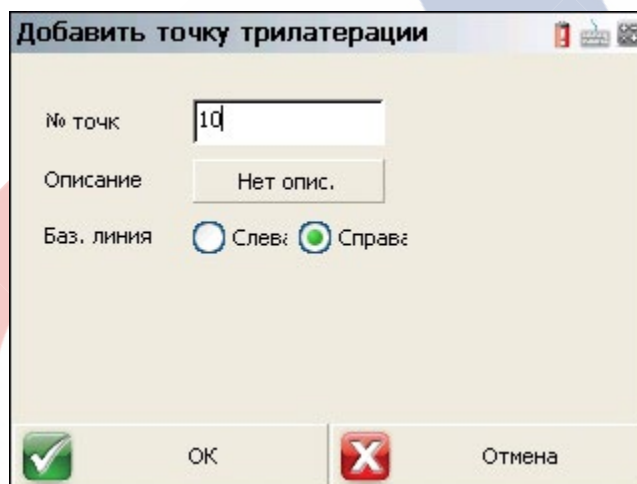 Добавить точку трилатерации
№ точк
10
Описание
Нет опис.
Баз. линия
Слева
Справа
OK
Отмена